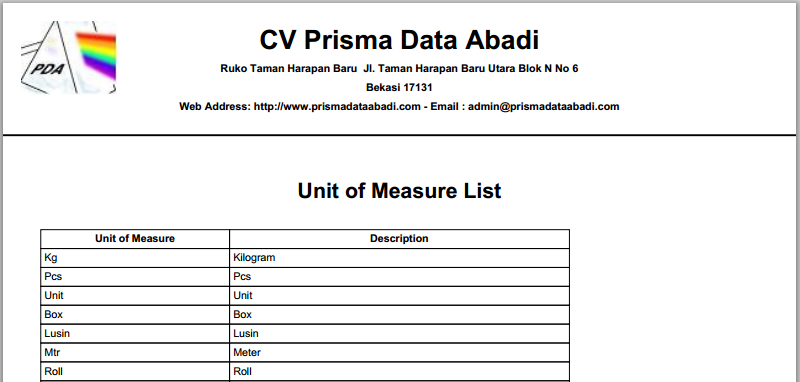 PDA
CV Prisma Data Abadi
Ruko Taman Harapan Baru Jl. Taman Harapan Baru Utara Blok N No 6
Bekasi 17131
Web Address: http://www.prismadataabadi.com - Email : admin@prismadataabadi.com
Unit of Measure List
Unit of Measure Description
Kg Kilogram
Pcs Pcs
Unit Unit
Box Box
Lusin Lusin
Mtr Meter
Roll Roll